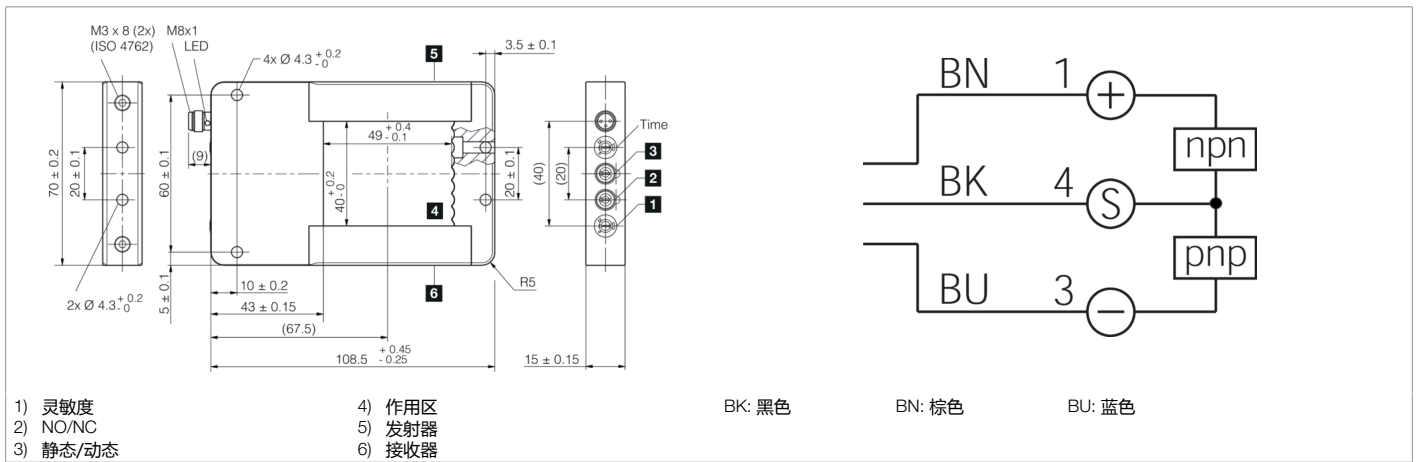 M3 x 8 (2x)
(ISO 4762)
M8x1
LED
4x Ø 4.3 + 0.2 - 0
5
3.5 ± 0.1
70 ± 0.2
20 ± 0.1
60 ± 0.1
(9)
49 + 0.4 - 0.1
40 + 0.2 - 0
4
20 ± 0.1
(40)
(20)
Time
3
2
1
2x Ø 4.3 + 0.2 - 0
5 ± 0.1
10 ± 0.2
43 ± 0.15
(67.5)
108.5 + 0.45 - 0.25
6
R5
15 ± 0.15
BN 1 +
npn
BK 4 S
pnp
BU 3 −
1) 灵敏度
2) NO/NC
3) 静态/动态
4) 作用区
5) 发射器
6) 接收器
BK: 黑色
BN: 棕色
BU: 蓝色